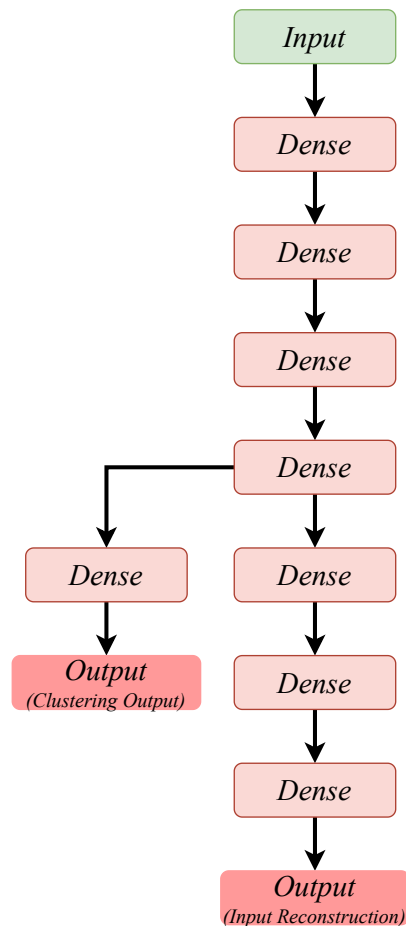 Input
Dense
Dense
Dense
Dense
Dense
Dense
Output
(Clustering Output)
Dense
Dense
Output
(Input Reconstruction)